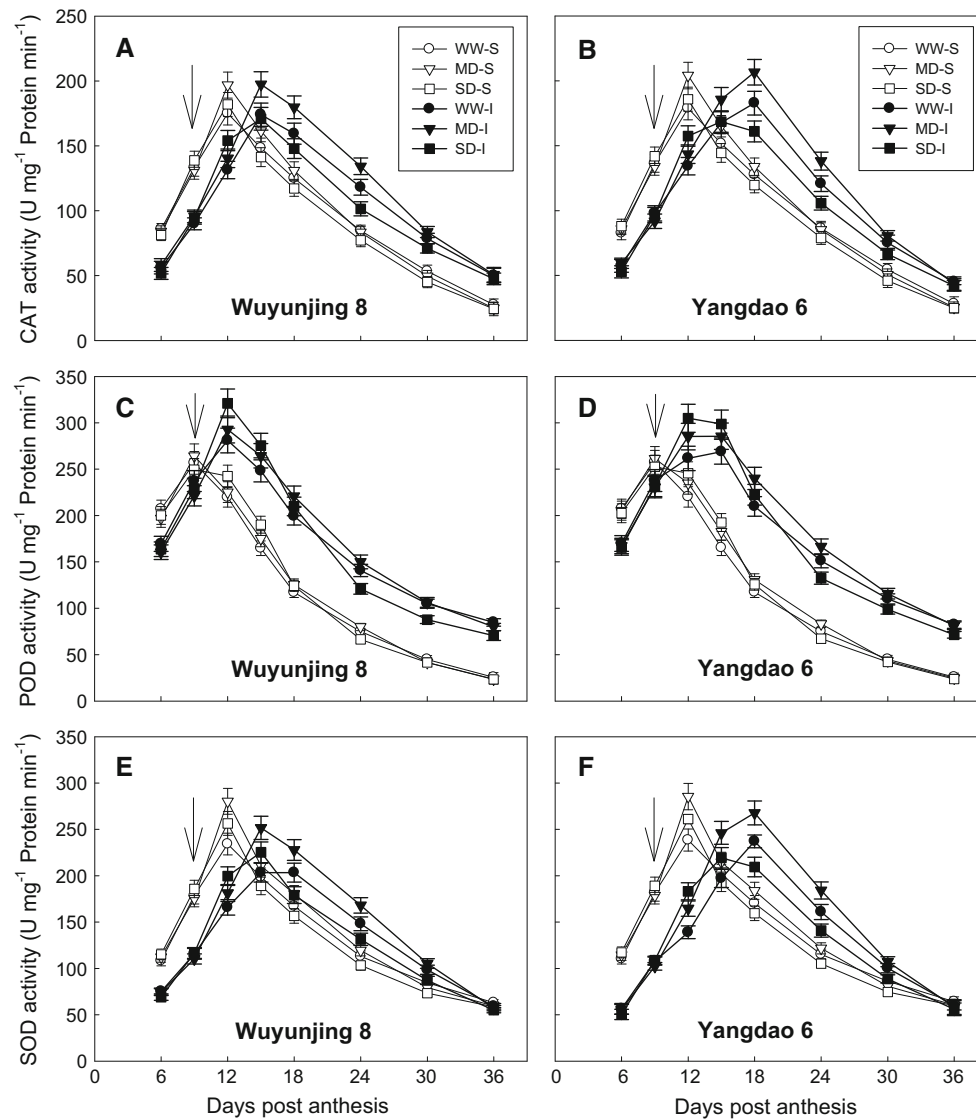 CAT activity (U mg⁻¹ Protein min⁻¹)
250
200
150
100
50
0
A
WW-S
MD-S
SD-S
WW-I
MD-I
SD-I
Wuyunjing 8
B
WW-S
MD-S
SD-S
WW-I
MD-I
SD-I
Yangdao 6
POD activity (U mg⁻¹ Protein min⁻¹)
350
300
250
200
150
100
50
0
C
Wuyunjing 8
D
Yangdao 6
SOD activity (U mg⁻¹ Protein min⁻¹)
350
300
250
200
150
100
50
0
E
Wuyunjing 8
F
Yangdao 6
0 6 12 18 24 30 36
0 6 12 18 24 30 36
Days post anthesis
Days post anthesis